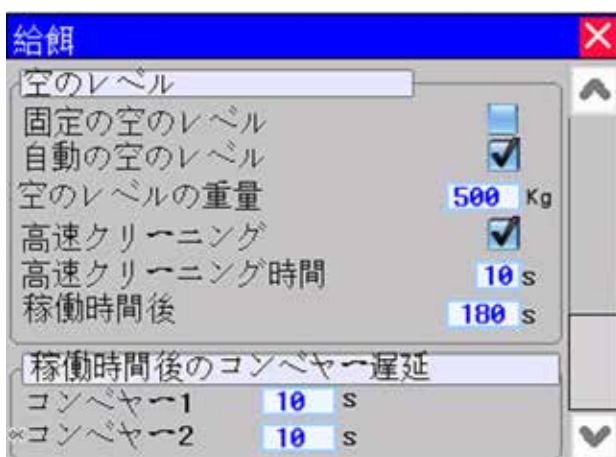 給餌
空のレベル
固定の空のレベル
自動の空のレベル
空のレベルの重量 500 Kg
高速クリーニング
高速クリーニング時間 10 s
稼働時間後 180 s
稼働時間後のコンベヤー遅延
コンベヤー1 10 s
コンベヤー2 10 s